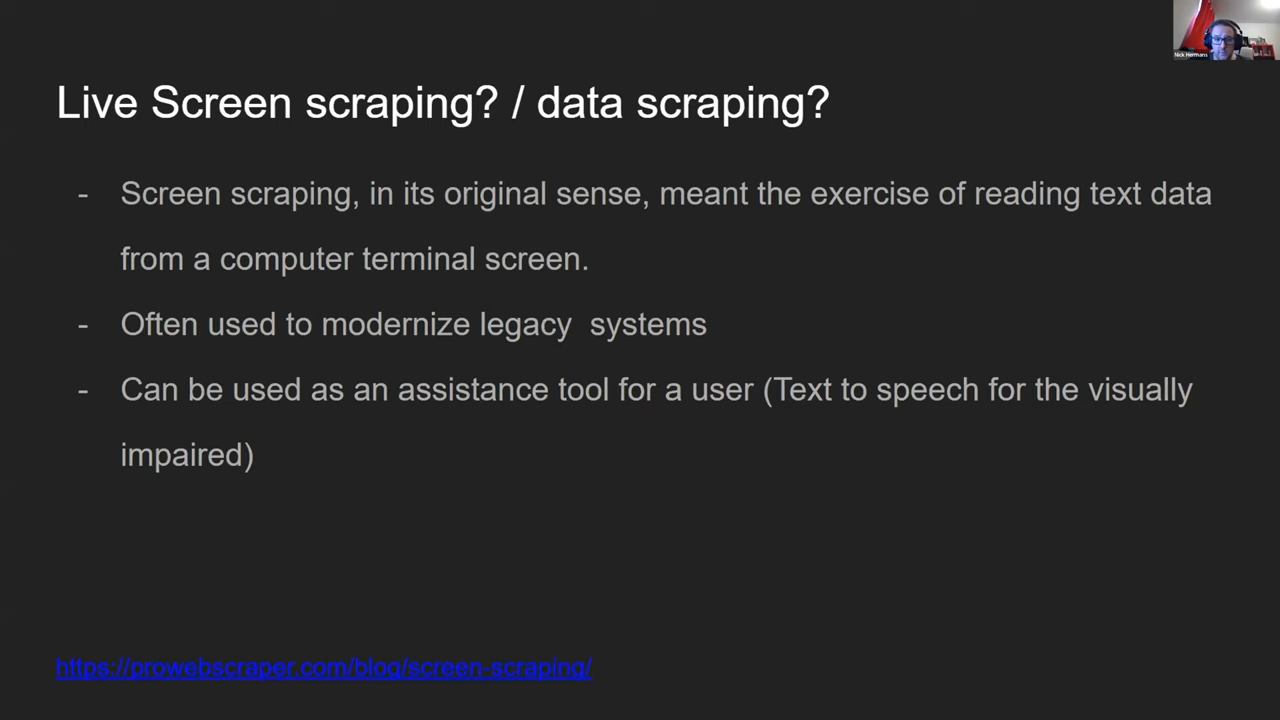 Nick Hermans
Live Screen scraping? / data scraping?
- Screen scraping, in its original sense, meant the exercise of reading text data
from a computer terminal screen.
- Often used to modernize legacy  systems
- Can be used as an assistance tool for a user (Text to speech for the visually
impaired)
https://prowebscraper.com/blog/screen-scraping/